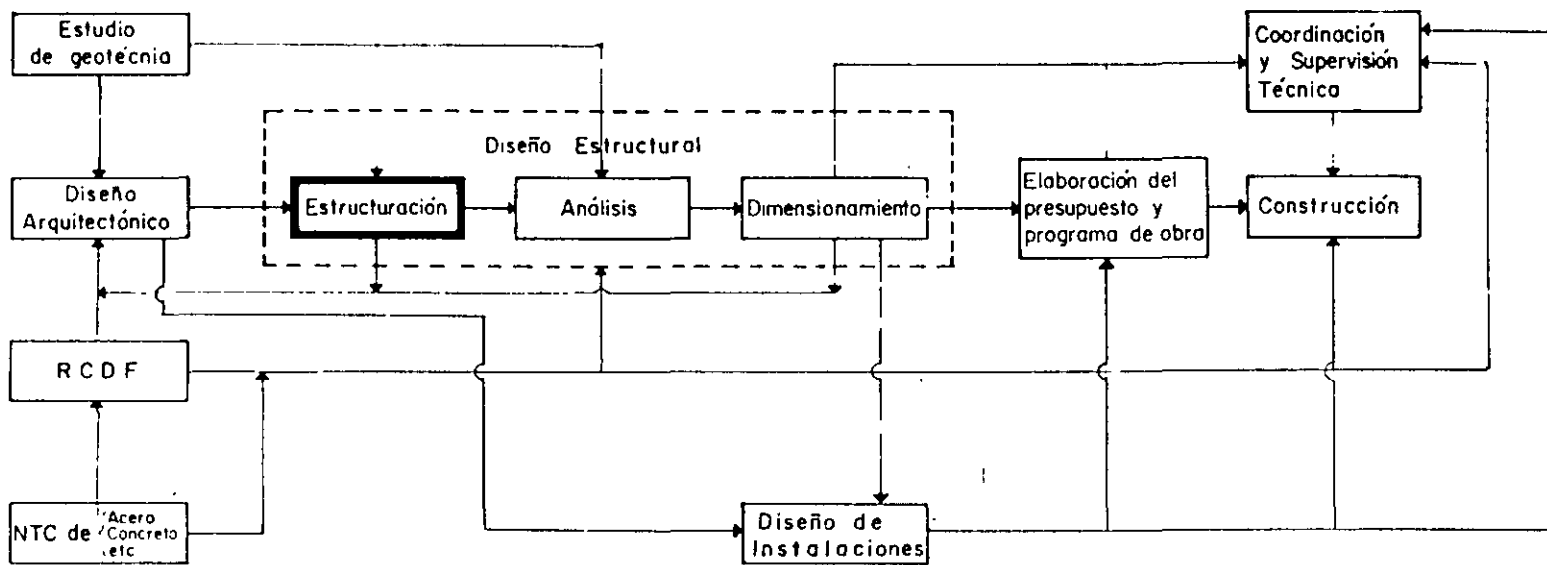 Estudio
de geotécnia
Coordinación
y Supervisión
Técnica
Diseño Estructural
Diseño
Arquitectónico
Estructuración
Análisis
Dimensionamiento
Elaboración del
presupuesto y
programa de obra
Construcción
RCDF
NTC de
Acero
Concreto
etc
Diseño de
Instalaciones